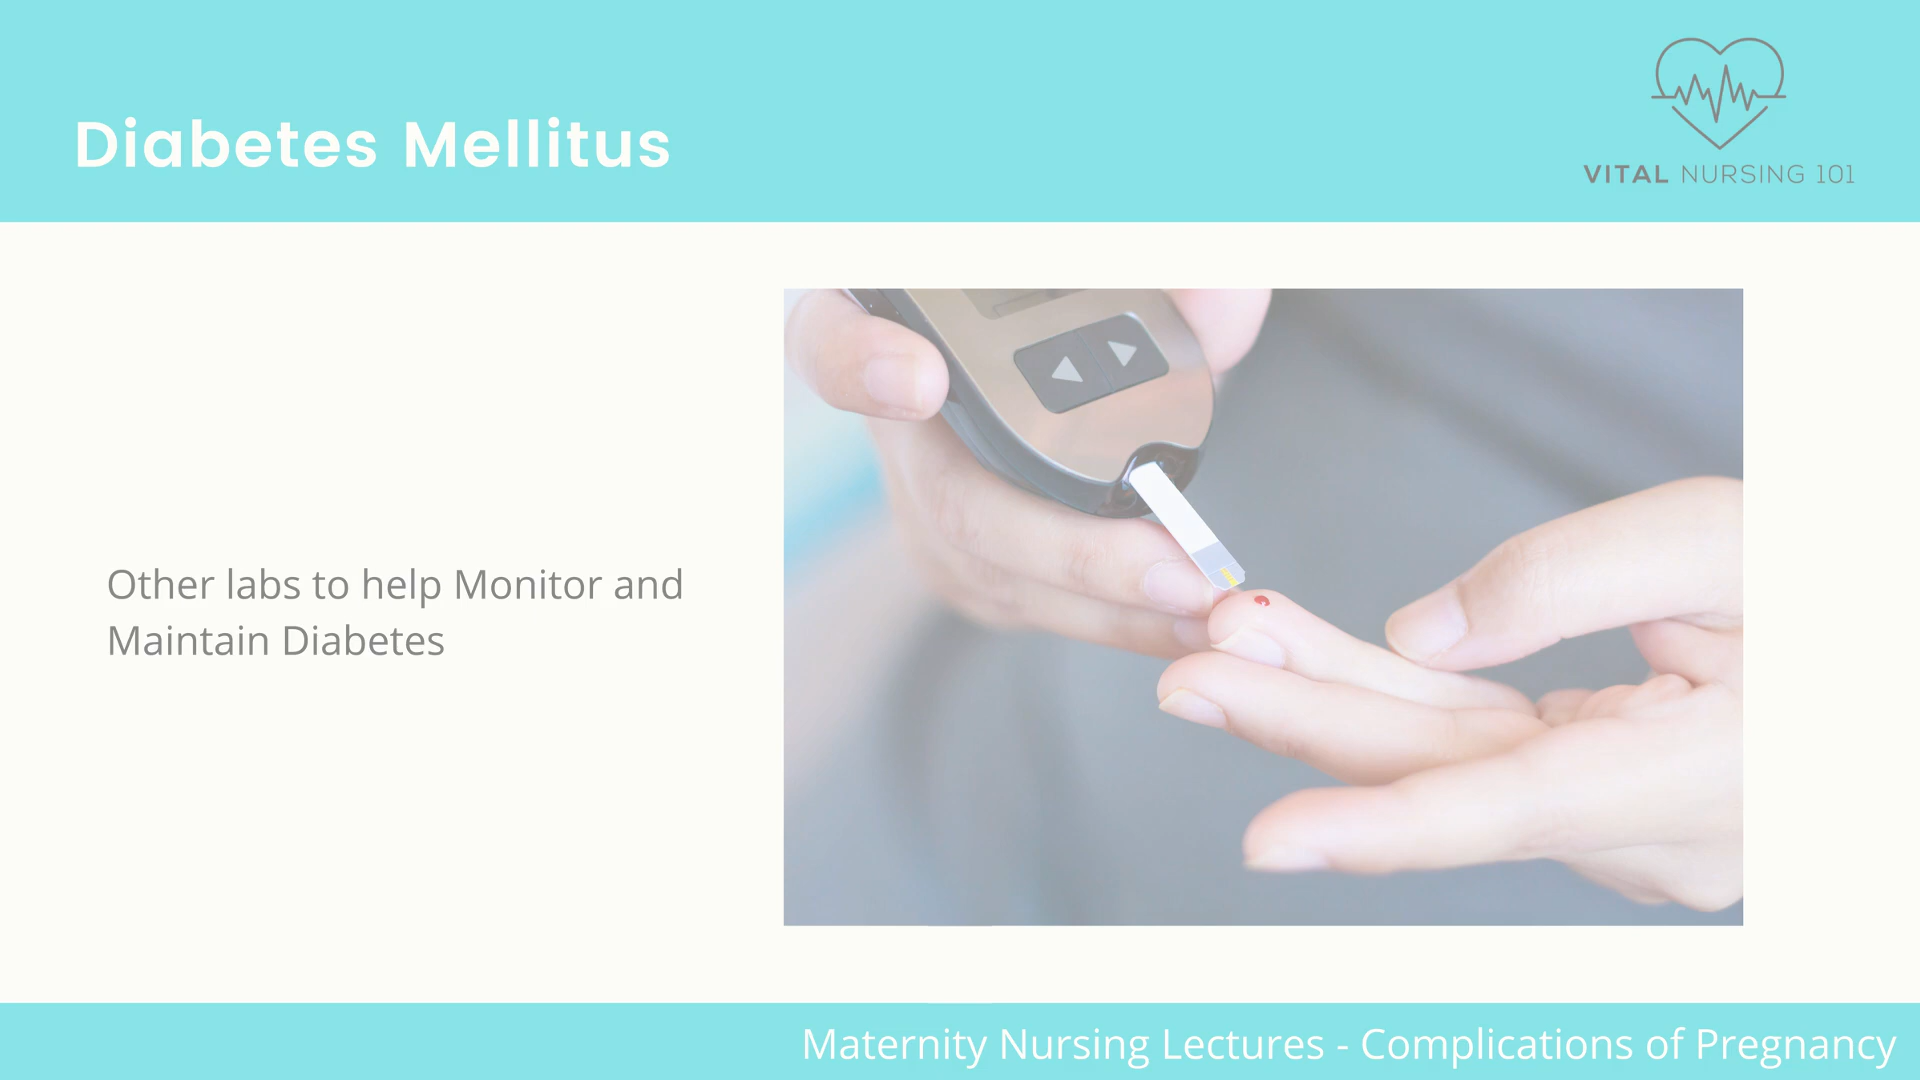 Diabetes Mellitus
VITAL NURSING 101
Other labs to help Monitor and
Maintain Diabetes
Maternity Nursing Lectures - Complications of Pregnancy